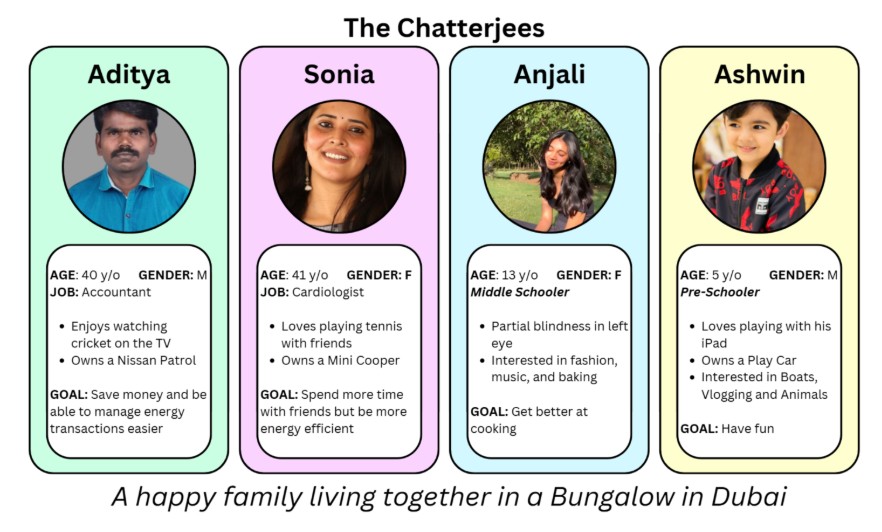 The Chatterjees
Aditya
AGE: 40 y/o GENDER: M
JOB: Accountant
• Enjoys watching
cricket on the TV
• Owns a Nissan Patrol
GOAL: Save money and be
able to manage energy
transactions easier
Sonia
AGE: 41 y/o GENDER: F
JOB: Cardiologist
• Loves playing tennis
with friends
• Owns a Mini Cooper
GOAL: Spend more time
with friends but be more
energy efficient
Anjali
AGE: 13 y/o GENDER: F
Middle Schooler
• Partial blindness in left
eye
• Interested in fashion,
music, and baking
GOAL: Get better at
cooking
Ashwin
AGE: 5 y/o GENDER: M
Pre-Schooler
• Loves playing with his
iPad
• Owns a Play Car
• Interested in Boats,
Vlogging and Animals
GOAL: Have fun
A happy family living together in a Bungalow in Dubai